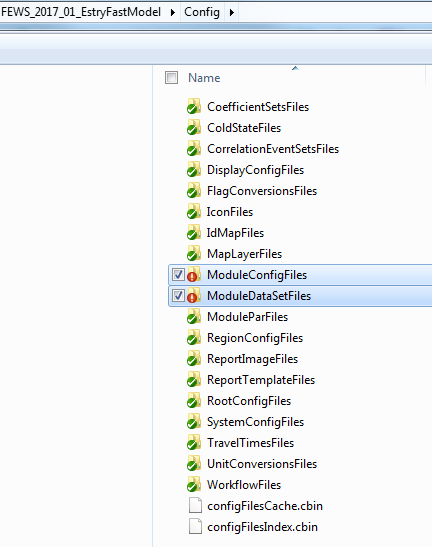 FEWS_2017_01_EstryFastModel Config
Name
CoefficientSetsFiles
ColdStateFiles
CorrelationEventSetsFiles
DisplayConfigFiles
FlagConversionsFiles
IconFiles
IdMapFiles
MapLayerFiles
ModuleConfigFiles
ModuleDataSetFiles
ModuleParFiles
RegionConfigFiles
ReportImageFiles
ReportTemplateFiles
RootConfigFiles
SystemConfigFiles
TravelTimesFiles
UnitConversionsFiles
WorkflowFiles
configFilesCache.cbin
configFilesIndex.cbin